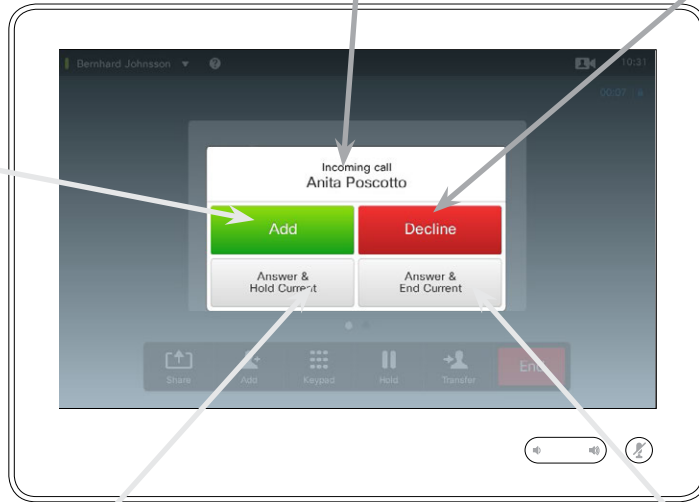 Bernhard Johnsson
10:31
00:07
Incoming call
Anita Poscotto
Add
Decline
Answer &
Hold Current
Answer &
End Current
Share
Add
Keypad
Hold
Transfer
End